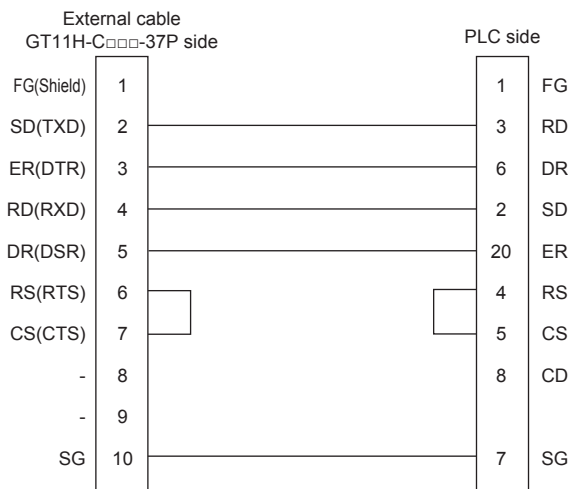 External cable
GT11H-C□□□-37P side
PLC side
FG(Shield) 1 1 FG
SD(TXD) 2 3 RD
ER(DTR) 3 6 DR
RD(RXD) 4 2 SD
DR(DSR) 5 20 ER
RS(RTS) 6 4 RS
CS(CTS) 7 5 CS
- 8 8 CD
- 9
SG 10 7 SG